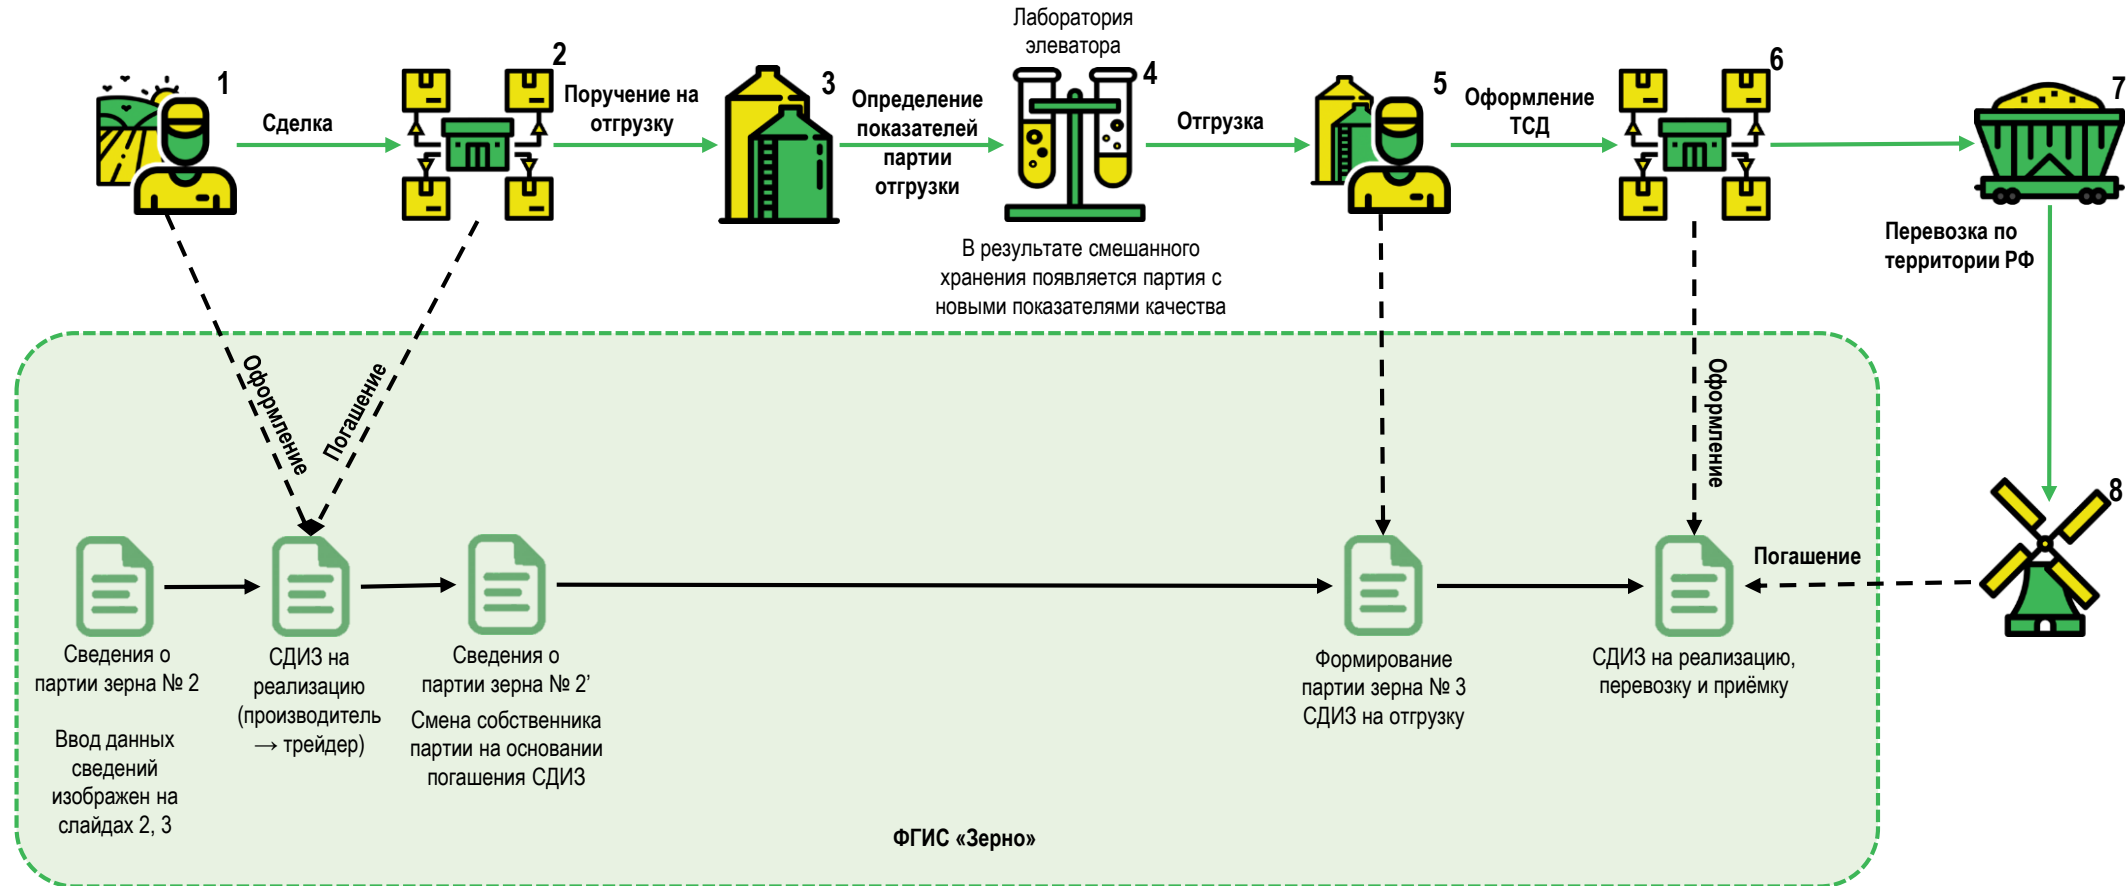 Лаборатория
элеватора
1
2
3
4
5
6
7
Сделка
Поручение на
отгрузку
Определение
показателей
партии
отгрузки
Отгрузка
Оформление
ТСД
В результате смешанного
хранения появляется партия с
новыми показателями качества
Перевозка по
территории РФ
8
Оформление
Погашение
Оформление
Погашение
Сведения о
партии зерна № 2
Ввод данных
сведений
изображен на
слайдах 2, 3
СДИЗ на
реализацию
(производитель
→ трейдер)
Сведения о
партии зерна № 2’
Смена собственника
партии на основании
погашения СДИЗ
Формирование
партии зерна № 3
СДИЗ на отгрузку
СДИЗ на реализацию,
перевозку и приёмку
ФГИС «Зерно»